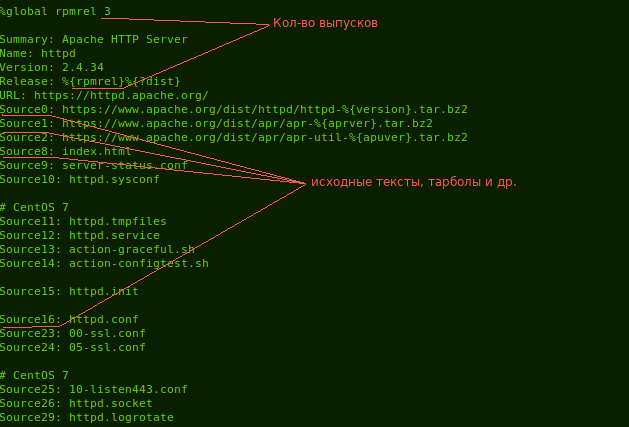 %global rpmrel 3
Кол-во выпусков
Summary: Apache HTTP Server
Name: httpd
Version: 2.4.34
Release: %{rpmrel}%{?dist}
URL: https://httpd.apache.org/
Source0: https://www.apache.org/dist/httpd/httpd-%{version}.tar.bz2
Source1: https://www.apache.org/dist/apr/apr-%{aprver}.tar.bz2
Source2: https://www.apache.org/dist/apr/apr-util-%{apuver}.tar.bz2
Source8: index.html
Source9: server-status.conf
Source10: httpd.sysconf
исходные тексты, тарболы и др.
# CentOS 7
Source11: httpd.tmpfiles
Source12: httpd.service
Source13: action-graceful.sh
Source14: action-configtest.sh
Source15: httpd.init
Source16: httpd.conf
Source23: 00-ssl.conf
Source24: 05-ssl.conf
# CentOS 7
Source25: 10-listen443.conf
Source26: httpd.socket
Source29: httpd.logrotate